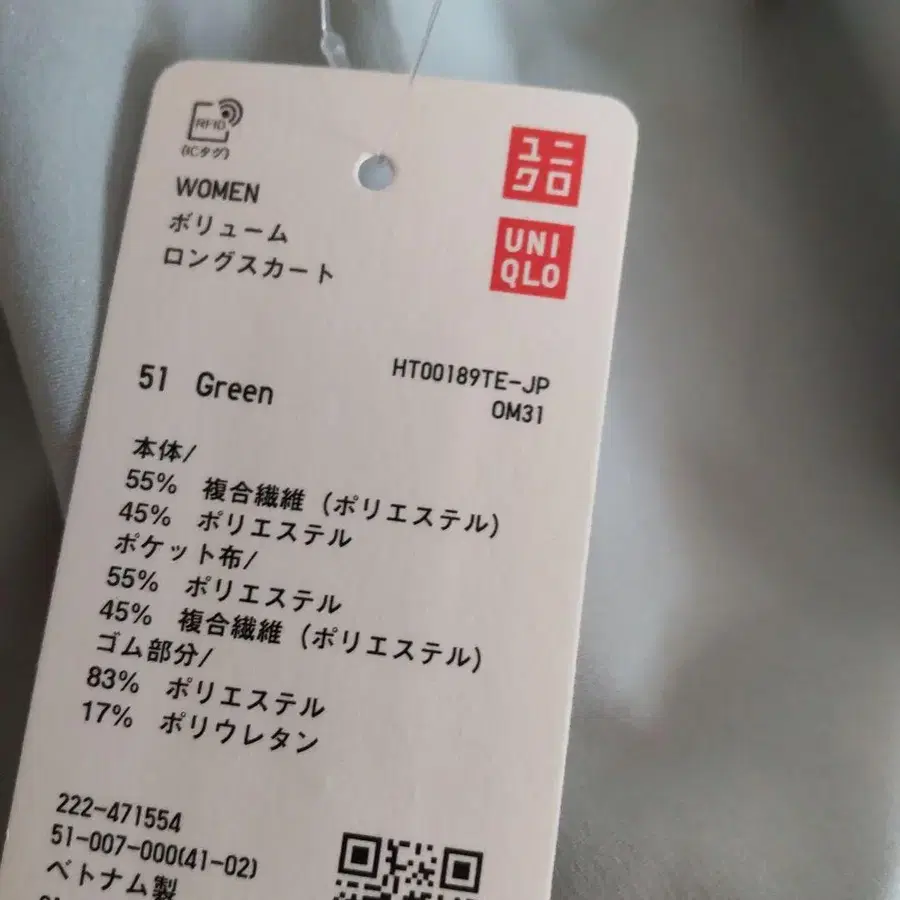 RFID
(ICタグ)
ユニ
クロ
UNI
QLO
WOMEN
ボリューム
ロングスカート
HT00189TE-JP
51 Green
OM31
本体/
55% 複合繊維 (ポリエステル)
45% ポリエステル
ポケット布/
55% ポリエステル
45% 複合繊維 (ポリエステル)
ゴム部分/
83% ポリエステル
17% ポリウレタン
222-471554
51-007-000(41-02)
ベトナム製